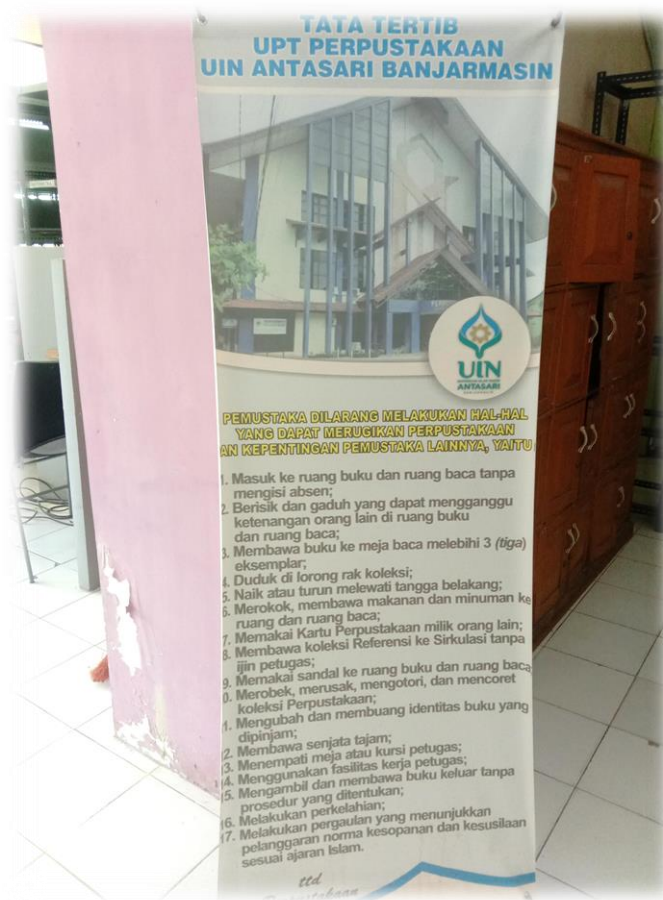 TATA TERTIB
UPT PERPUSTAKAAN
UIN ANTASARI BANJARMASIN
UIN
ANTASARI
PEMUSTAKA DILARANG MELAKUKAN HAL-HAL
YANG DAPAT MERUGIKAN PERPUSTAKAAN
AN KEPENTINGAN PEMUSTAKA LAINNYA, YAITU
1. Masuk ke ruang buku dan ruang baca tanpa
mengisi absen;
2. Berisik dan gaduh yang dapat mengganggu
ketenangan orang lain di ruang buku
dan ruang baca;
3. Membawa buku ke meja baca melebihi 3 (tiga)
eksemplar;
4. Duduk di lorong rak koleksi;
5. Naik atau turun melewati tangga belakang;
6. Merokok, membawa makanan dan minuman ke
ruang dan ruang baca;
7. Memakai Kartu Perpustakaan milik orang lain;
8. Membawa koleksi Referensi ke Sirkulasi tanpa
ijin petugas;
9. Memakai sandal ke ruang buku dan ruang baca
0. Merobek, merusak, mengotori, dan mencoret
koleksi Perpustakaan;
1. Mengubah dan membuang identitas buku yang
dipinjam;
2. Membawa senjata tajam;
3. Menempati meja atau kursi petugas;
4. Menggunakan fasilitas kerja petugas;
5. Mengambil dan membawa buku keluar tanpa
prosedur yang ditentukan;
16. Melakukan perkelahian;
17. Melakukan pergaulan yang menunjukkan
pelanggaran norma kesopanan dan kesusilaan
sesuai ajaran Islam.
ttd